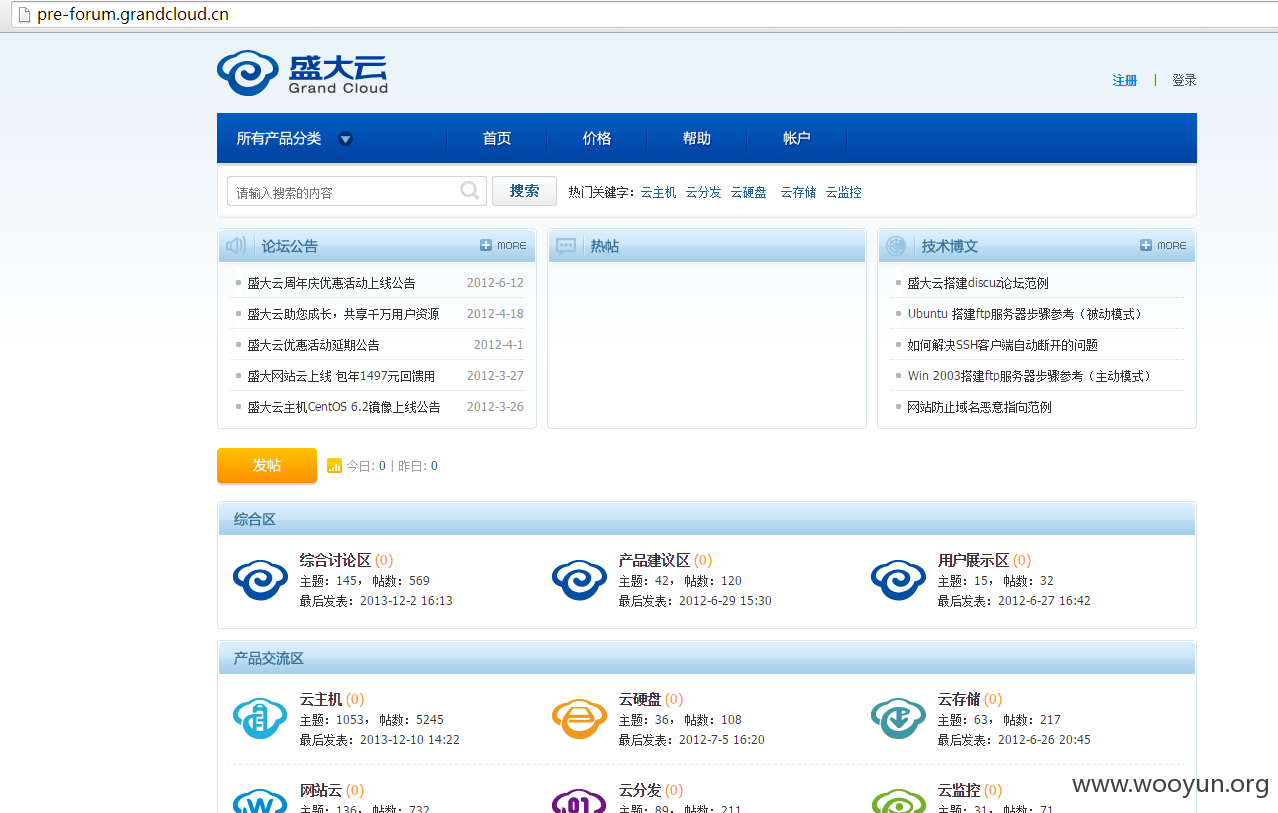 pre-forum.grandcloud.cn
盛大云
Grand Cloud
注册 | 登录
所有产品分类 首页 价格 帮助 帐户
请输入搜索的内容 搜索 热门关键字: 云主机 云分发 云硬盘 云存储 云监控
论坛公告 MORE
盛大云周年庆优惠活动上线公告 2012-6-12
盛大云助您成长，共享千万用户资源 2012-4-18
盛大云优惠活动延期公告 2012-4-1
盛大网站云上线 包年1497元回馈用 2012-3-27
盛大云主机CentOS 6.2镜像上线公告 2012-3-26
热帖
技术博文 MORE
盛大云搭建discuz论坛范例
Ubuntu 搭建ftp服务器步骤参考（被动模式）
如何解决SSH客户端自动断开的问题
Win 2003搭建ftp服务器步骤参考（主动模式）
网站防止域名恶意指向范例
发帖 今日: 0 | 昨日: 0
综合区
综合讨论区 (0)
主题: 145, 帖数: 569
最后发表: 2013-12-2 16:13
产品建议区 (0)
主题: 42, 帖数: 120
最后发表: 2012-6-29 15:30
用户展示区 (0)
主题: 15, 帖数: 32
最后发表: 2012-6-27 16:42
产品交流区
云主机 (0)
主题: 1053, 帖数: 5245
最后发表: 2013-12-10 14:22
云硬盘 (0)
主题: 36, 帖数: 108
最后发表: 2012-7-5 16:20
云存储 (0)
主题: 63, 帖数: 217
最后发表: 2012-6-26 20:45
网站云 (0)
主题: 136, 帖数: 732
云分发 (0)
主题: 89, 帖数: 211
云监控 (0)
主题: 31, 帖数: 71
www.wooyun.org